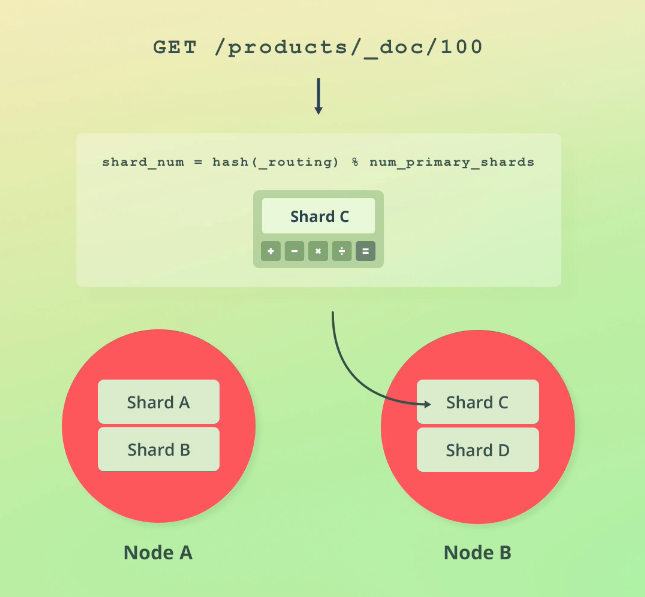 GET /products/_doc/100
shard_num = hash(_routing) % num_primary_shards
Shard C
+ − × ÷ =
Shard A
Shard B
Shard C
Shard D
Node A
Node B